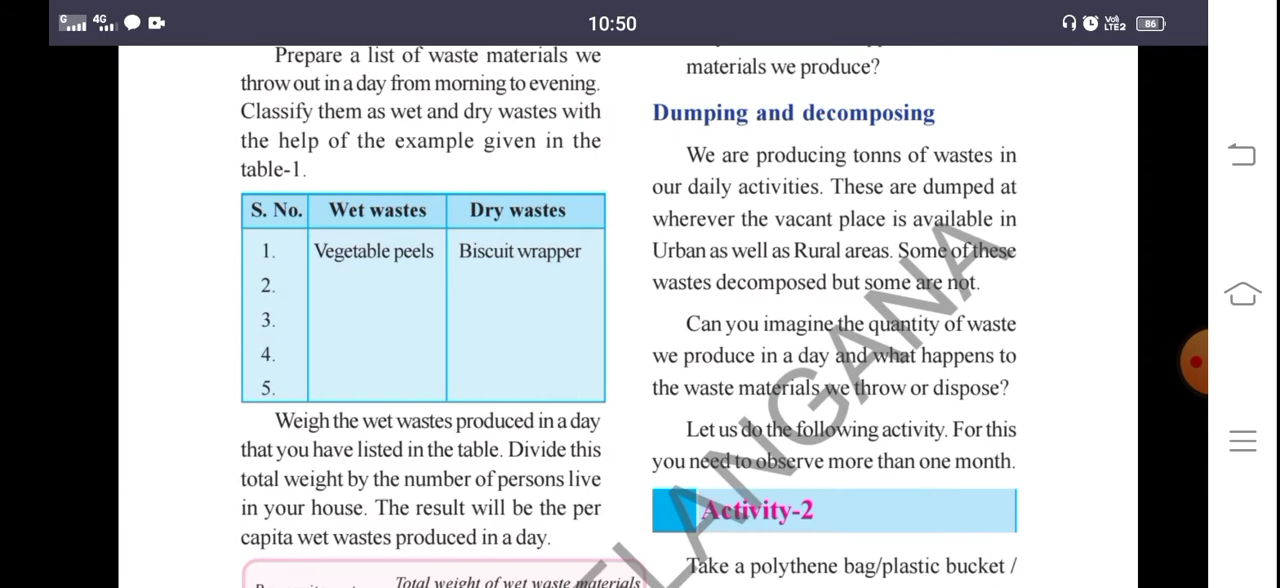 G 4G 10:50 Vo) LTE2 86
Prepare a list of waste materials we
throw out in a day from morning to evening.
Classify them as wet and dry wastes with
the help of the example given in the
table-1.
S. No. Wet wastes Dry wastes
1. Vegetable peels Biscuit wrapper
2.
3.
4.
5.
Weigh the wet wastes produced in a day
that you have listed in the table. Divide this
total weight by the number of persons live
in your house. The result will be the per
capita wet wastes produced in a day.
Total weight of wet waste materials
materials we produce?
Dumping and decomposing
We are producing tonns of wastes in
our daily activities. These are dumped at
wherever the vacant place is available in
Urban as well as Rural areas. Some of these
wastes decomposed but some are not.
Can you imagine the quantity of waste
we produce in a day and what happens to
the waste materials we throw or dispose?
Let us do the following activity. For this
you need to observe more than one month.
Activity-2
Take a polythene bag/plastic bucket /
ELANGANA